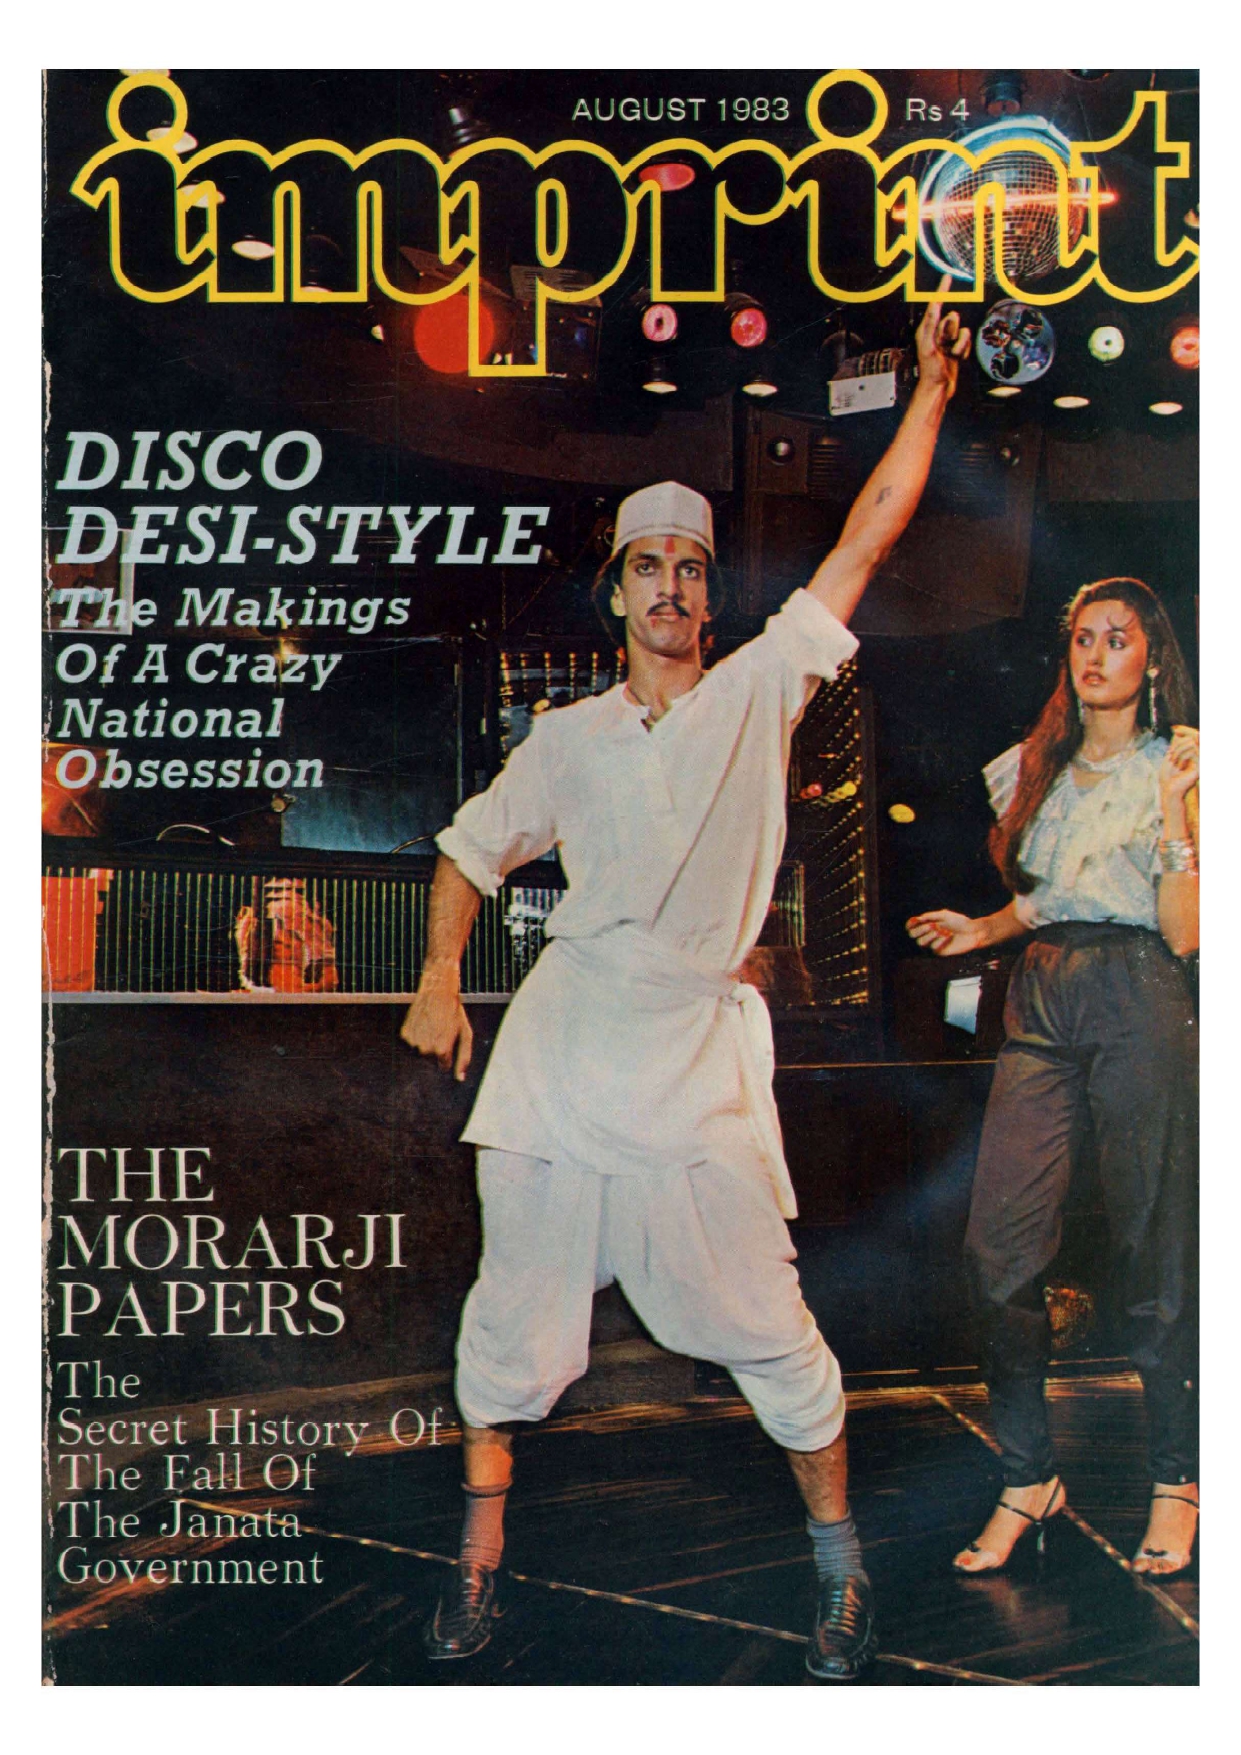 AUGUST 1983
Rs 4
imprint
DISCO
DESI-STYLE
The Makings
Of A Crazy
National
Obsession
THE
MORARJI
PAPERS
The
Secret History Of
The Fall Of
The Janata
Government